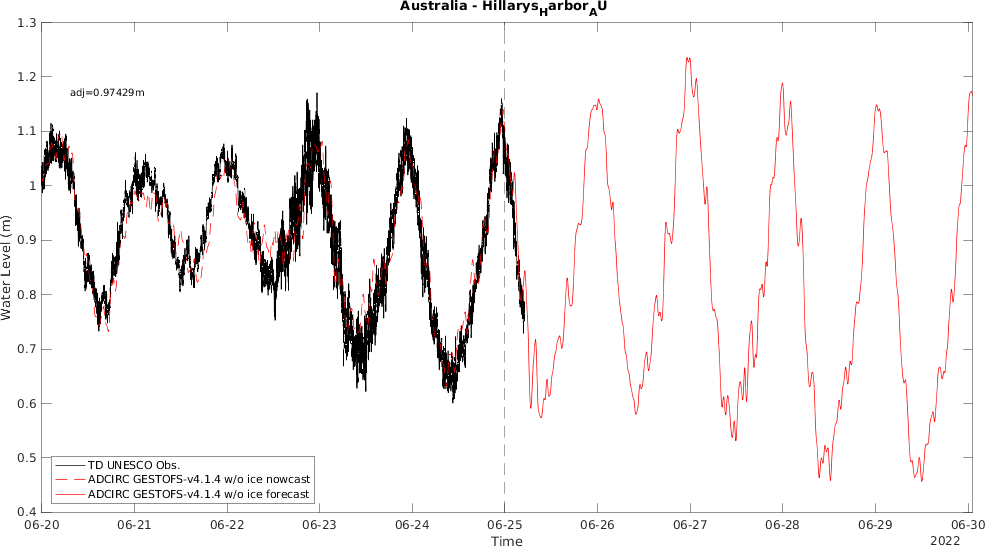 Australia - HillarysHarborAU
1.3
1.2
1.1
1
0.9
0.8
0.7
0.6
0.5
0.4
Water Level (m)
adj=0.97429m
TD UNESCO Obs.
ADCIRC GESTOFS-v4.1.4 w/o ice nowcast
ADCIRC GESTOFS-v4.1.4 w/o ice forecast
06-20 06-21 06-22 06-23 06-24 06-25 06-26 06-27 06-28 06-29 06-30
Time
2022